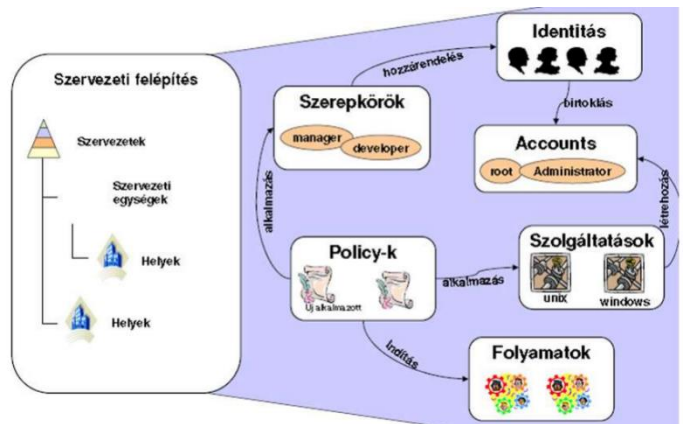 Szervezeti felépítés
Szervezetek
Szervezeti
egységek
Helyek
Helyek
Identitás
hozzárendelés
Szerepkörök
manager
developer
birtoklás
Accounts
root
Administrator
alkalmazás
létrehozás
Policy-k
Új alkalmazott
alkalmazás
Szolgáltatások
unix
windows
Indítás
Folyamatok